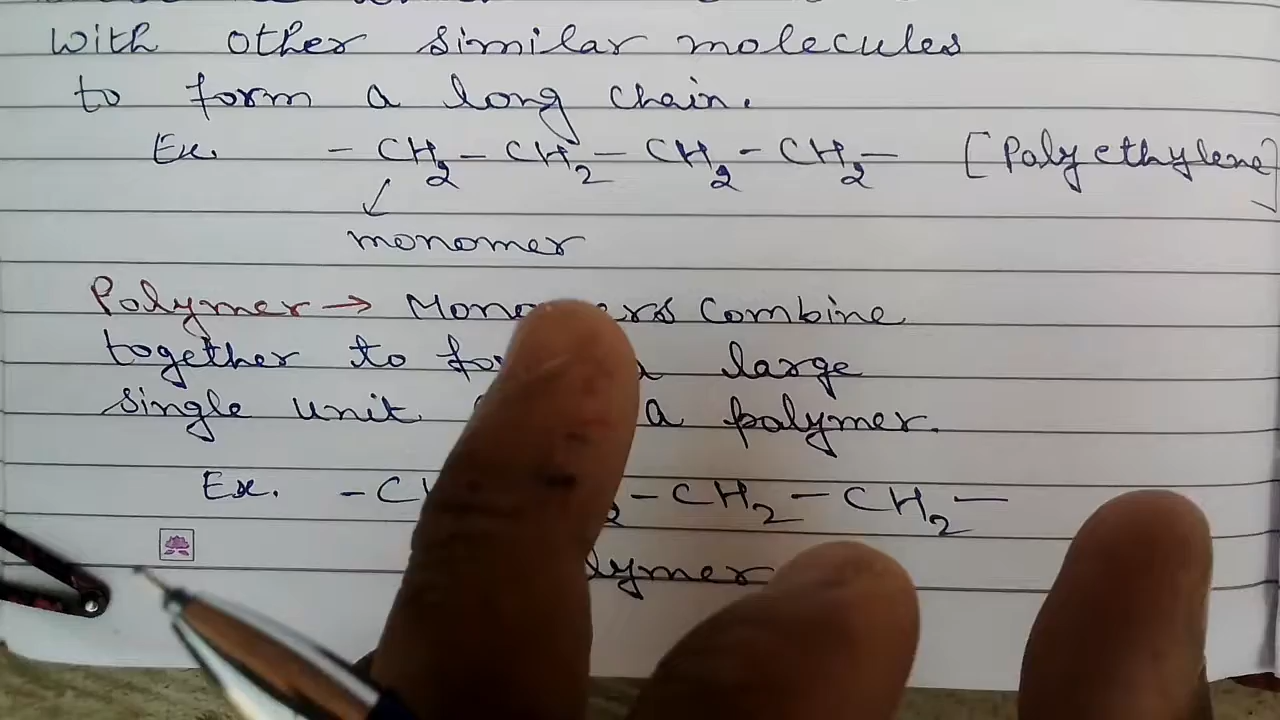 with other similar molecules
to form a long chain.
Ex. - CH2 - CH2 - CH2 - CH2 - [Polyethylene]
monomer
Polymer → Monomers Combine
together to large
single unit a polymer.
Ex. - CH2 - CH2 -